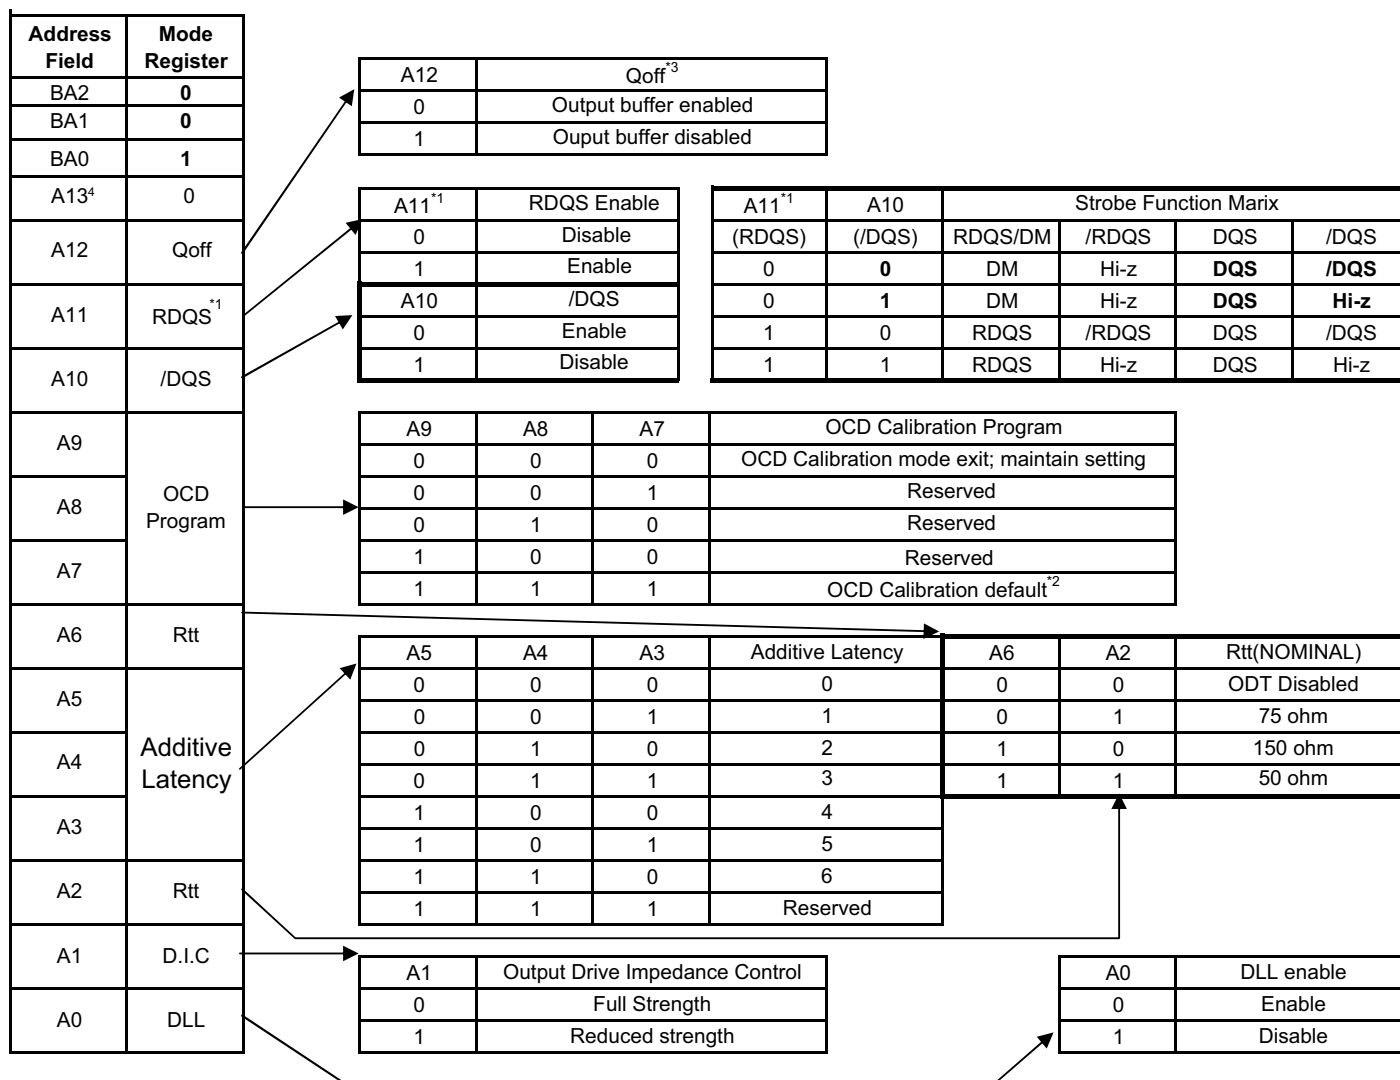 Address Field | Mode Register
BA2 | 0
BA1 | 0
BA0 | 1
A13⁴ | 0
A12 | Qoff
A11 | RDQS*1
A10 | /DQS
A9
A8
A7
OCD Program
A6 | Rtt
A5
A4
A3
Additive Latency
A2 | Rtt
A1 | D.I.C
A0 | DLL
A12 | Qoff*3
0 | Output buffer enabled
1 | Ouput buffer disabled
A11*1 | RDQS Enable
0 | Disable
1 | Enable
A10 | /DQS
0 | Enable
1 | Disable
A11*1 | A10 | Strobe Function Marix
(RDQS) | (/DQS) | RDQS/DM | /RDQS | DQS | /DQS
0 | 0 | DM | Hi-z | DQS | /DQS
0 | 1 | DM | Hi-z | DQS | Hi-z
1 | 0 | RDQS | /RDQS | DQS | /DQS
1 | 1 | RDQS | Hi-z | DQS | Hi-z
A9 | A8 | A7 | OCD Calibration Program
0 | 0 | 0 | OCD Calibration mode exit; maintain setting
0 | 0 | 1 | Reserved
0 | 1 | 0 | Reserved
1 | 0 | 0 | Reserved
1 | 1 | 1 | OCD Calibration default*2
A5 | A4 | A3 | Additive Latency
0 | 0 | 0 | 0
0 | 0 | 1 | 1
0 | 1 | 0 | 2
0 | 1 | 1 | 3
1 | 0 | 0 | 4
1 | 0 | 1 | 5
1 | 1 | 0 | 6
1 | 1 | 1 | Reserved
A6 | A2 | Rtt(NOMINAL)
0 | 0 | ODT Disabled
0 | 1 | 75 ohm
1 | 0 | 150 ohm
1 | 1 | 50 ohm
A1 | Output Drive Impedance Control
0 | Full Strength
1 | Reduced strength
A0 | DLL enable
0 | Enable
1 | Disable